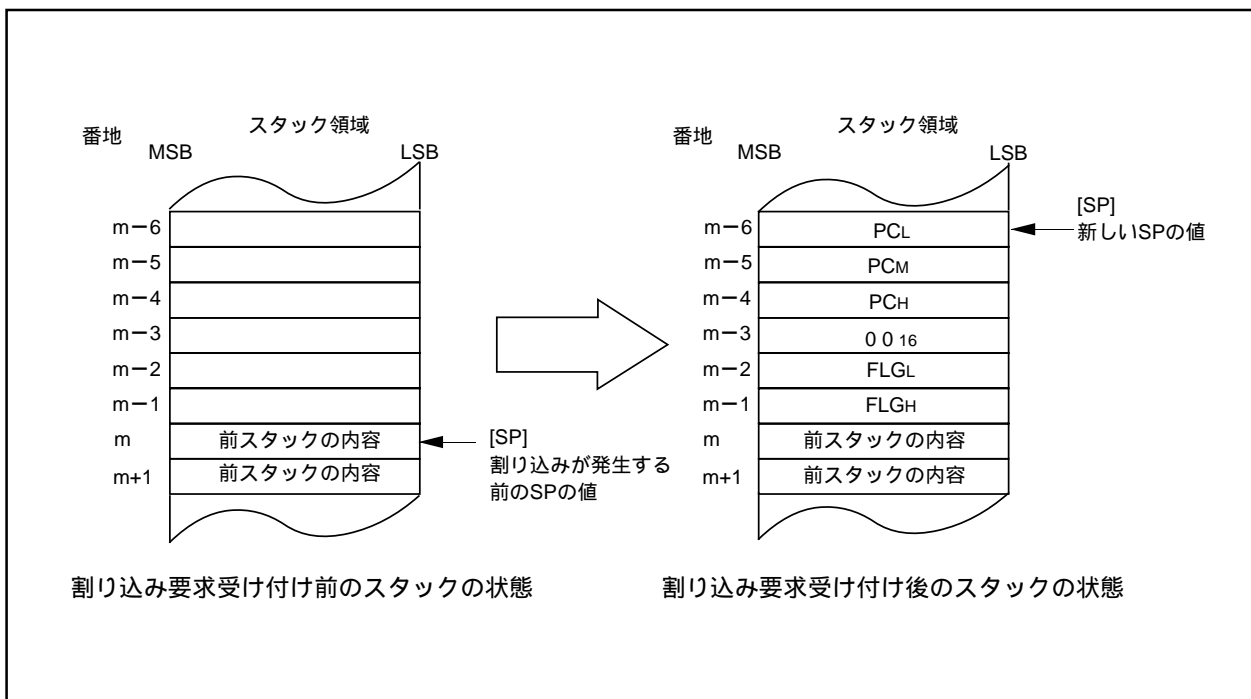 番地
スタック領域
MSB
LSB
m－6
m－5
m－4
m－3
m－2
m－1
m 前スタックの内容
m+1 前スタックの内容
[SP]
割り込みが発生する
前のSPの値
割り込み要求受け付け前のスタックの状態
番地
スタック領域
MSB
LSB
m－6 PCL
m－5 PCM
m－4 PCH
m－3 0 0 16
m－2 FLGL
m－1 FLGH
m 前スタックの内容
m+1 前スタックの内容
[SP]
新しいSPの値
割り込み要求受け付け後のスタックの状態